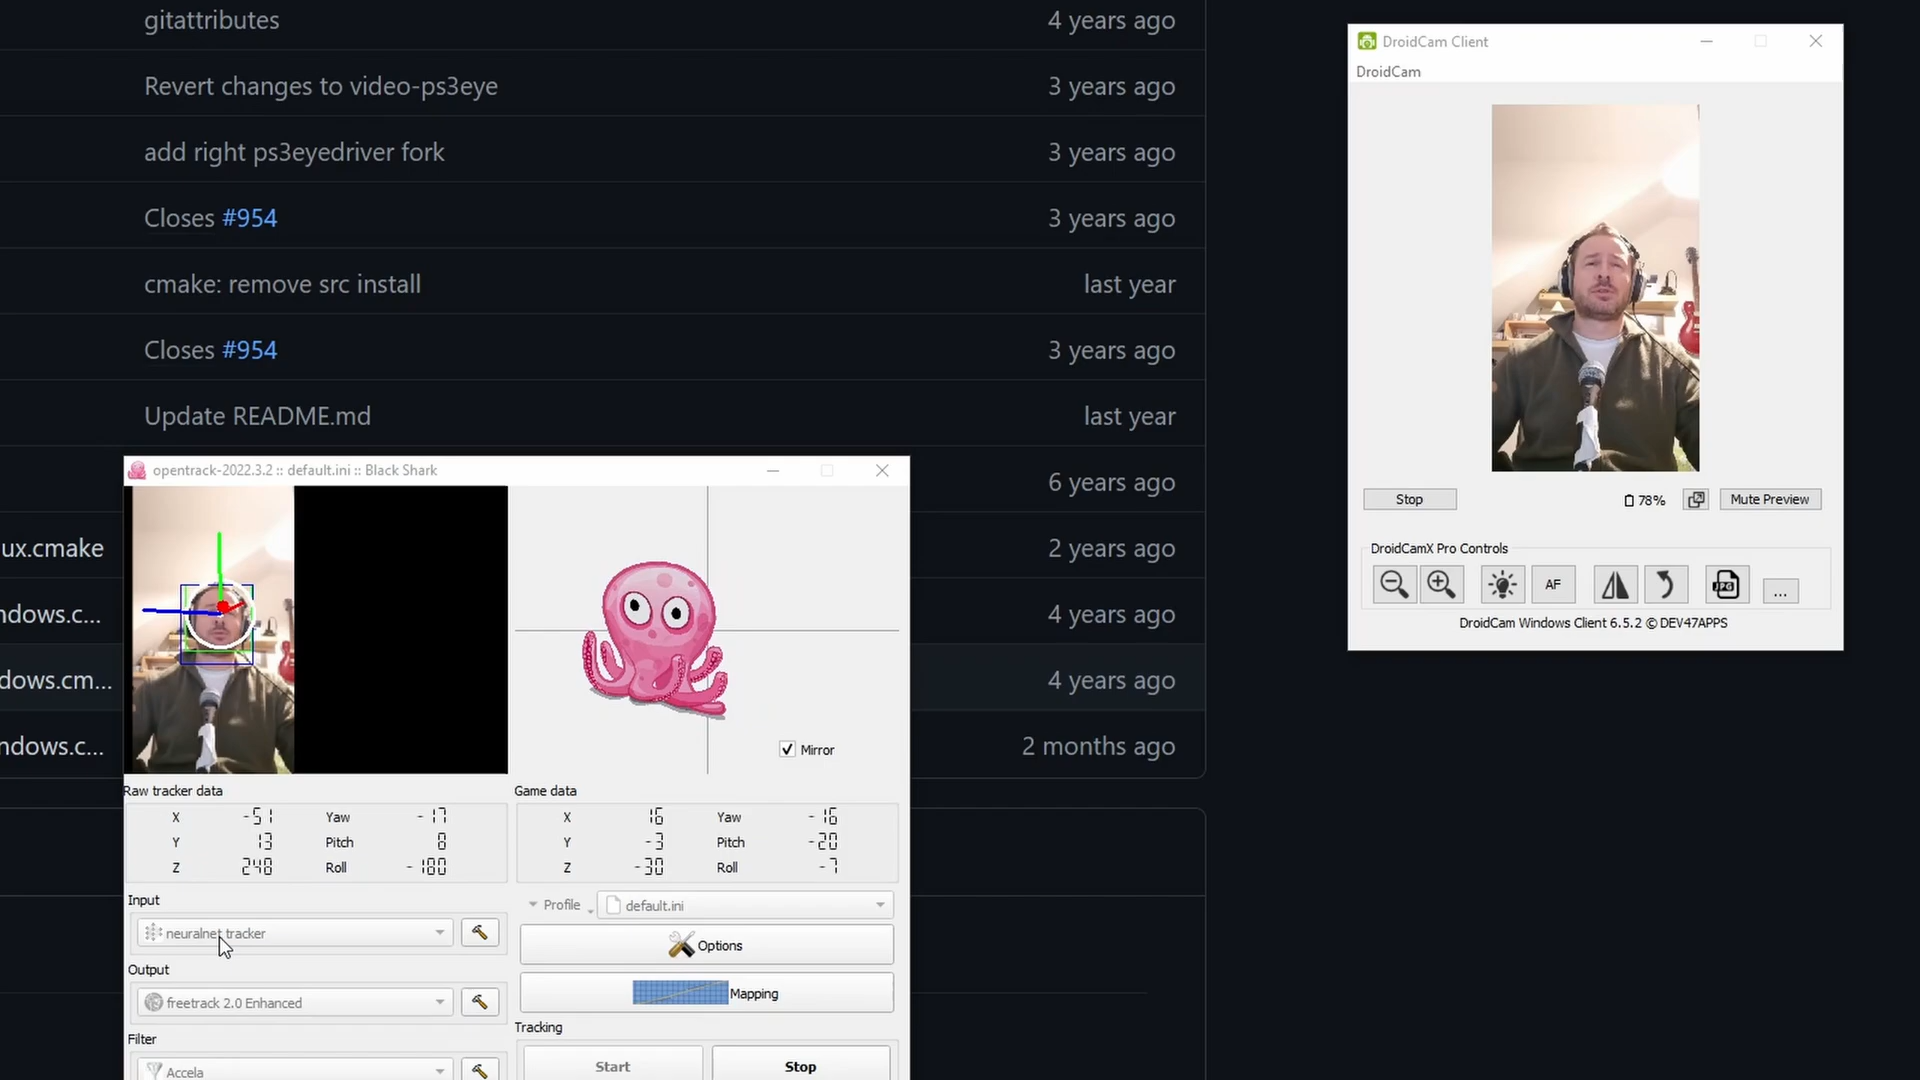 gitattributes 4 years ago
Revert changes to video-ps3eye 3 years ago
add right ps3eyedriver fork 3 years ago
Closes #954 3 years ago
cmake: remove src install last year
Closes #954 3 years ago
Update README.md last year
6 years ago
ux.cmake 2 years ago
ndows.c... 4 years ago
dows.cm... 4 years ago
ndows.c... 2 months ago
opentrack-2022.3.2 :: default.ini :: Black Shark
Mirror
Raw tracker data
X -51 Yaw -17
Y 13 Pitch 8
Z 248 Roll -180
Game data
X 16 Yaw -16
Y -3 Pitch -20
Z -30 Roll -7
Input
neuralnet tracker
Output
freetrack 2.0 Enhanced
Filter
Accela
Profile default.ini
Options
Mapping
Tracking
Start Stop
DroidCam Client
DroidCam
Stop 78% Mute Preview
DroidCamX Pro Controls
AF JPG ...
DroidCam Windows Client 6.5.2 © DEV47APPS